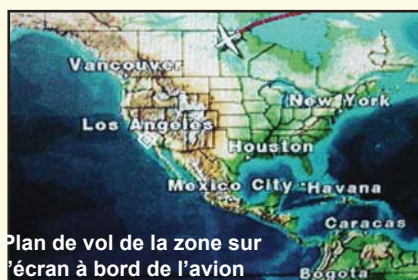 Vancouver
New York
Los Angeles
Houston
Mexico City
Havana
Caracas
Bogota
Plan de vol de la zone sur
l'écran à bord de l'avion